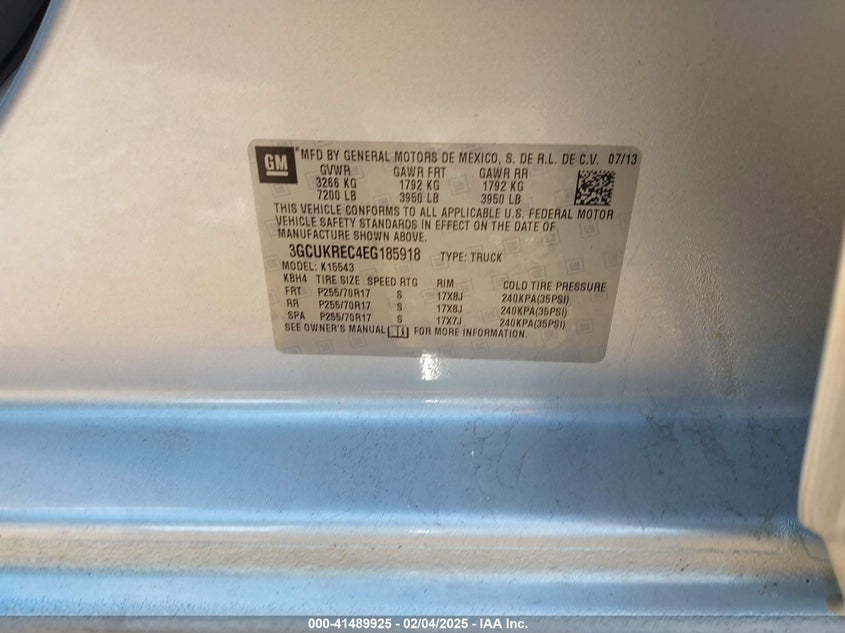 GM
*MFD BY GENERAL MOTORS DE MEXICO, S. DE R.L. DE C.V. 07/13
GVWR GAWR FRT GAWR RR
3266 KG 1792 KG 1792 KG
7200 LB 3950 LB 3950 LB
THIS VEHICLE CONFORMS TO ALL APPLICABLE U.S. FEDERAL MOTOR
VEHICLE SAFETY STANDARDS IN EFFECT ON THE DATE OF
MANUFACTURE SHOWN ABOVE.
3GCUKREC4EG185918 TYPE: TRUCK
MODEL: K15543
KBH4 TIRE SIZE SPEED RTG RIM COLD TIRE PRESSURE
FRT P255/70R17 S 17X8J 240KPA(35PSI)
RR P255/70R17 S 17X8J 240KPA(35PSI)
SPA P255/70R17 S 17X7J 240KPA(35PSI)
SEE OWNER'S MANUAL FOR MORE INFORMATION.
000-41489925 - 02/04/2025 - IAA Inc.